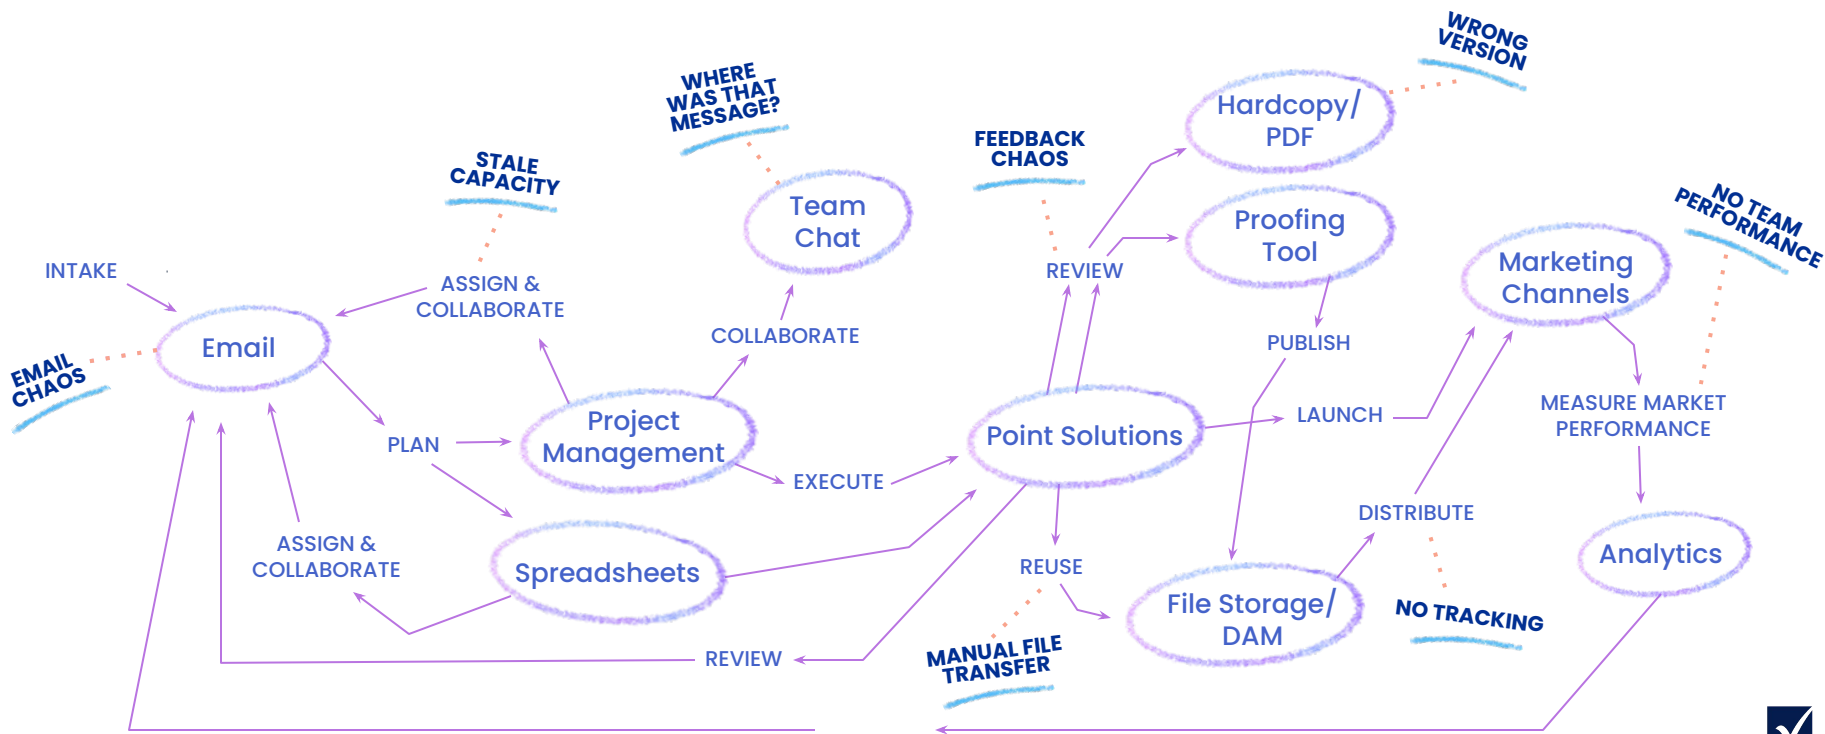 WRONG
VERSION
WHERE
WAS THAT
MESSAGE?
Hardcopy/
PDF
FEEDBACK
CHAOS
STALE
CAPACITY
Team
Chat
Proofing
Tool
NO TEAM
PERFORMANCE
INTAKE
ASSIGN &
COLLABORATE
REVIEW
Marketing
Channels
Email
COLLABORATE
PUBLISH
EMAIL
CHAOS
PLAN
Project
Management
Point Solutions
LAUNCH
MEASURE MARKET
PERFORMANCE
EXECUTE
DISTRIBUTE
ASSIGN &
COLLABORATE
Spreadsheets
REUSE
File Storage/
DAM
Analytics
NO TRACKING
REVIEW
MANUAL FILE
TRANSFER